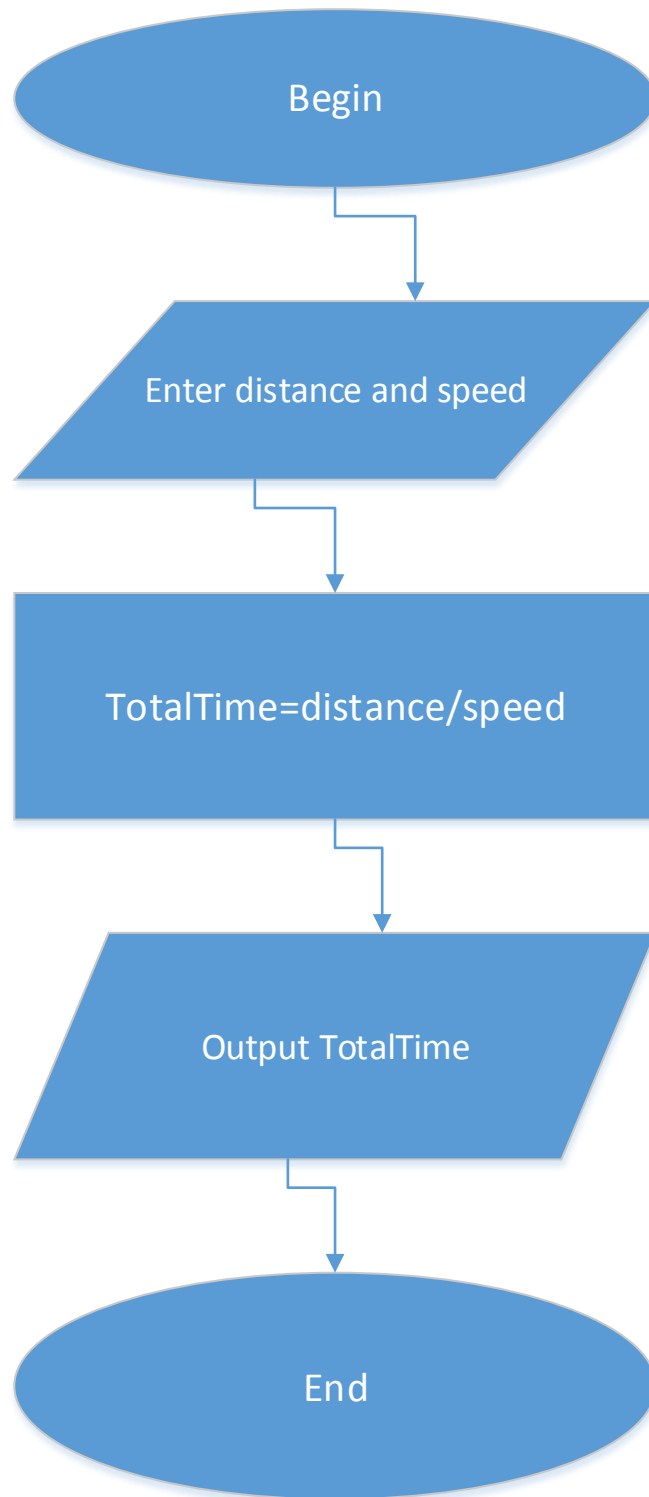 Begin
Enter distance and speed
TotalTime=distance/speed
Output TotalTime
End